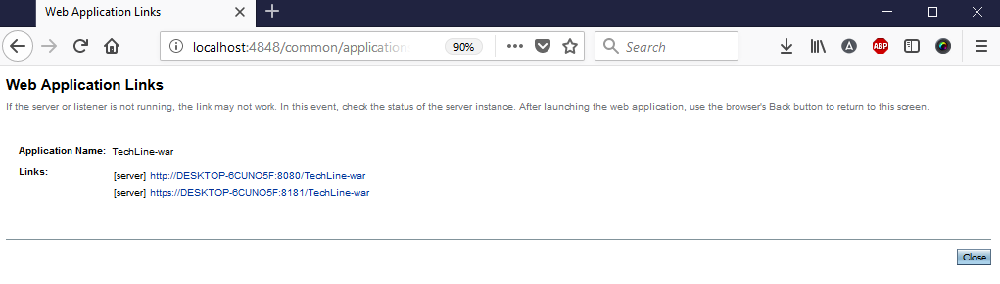 Web Application Links
localhost:4848/common/application
90%
Search
ABP
Web Application Links
If the server or listener is not running, the link may not work. In this event, check the status of the server instance. After launching the web application, use the browser's Back button to return to this screen.
Application Name: TechLine-war
Links: [server] http://DESKTOP-6CUNO5F:8080/TechLine-war
[server] https://DESKTOP-6CUNO5F:8181/TechLine-war
Close